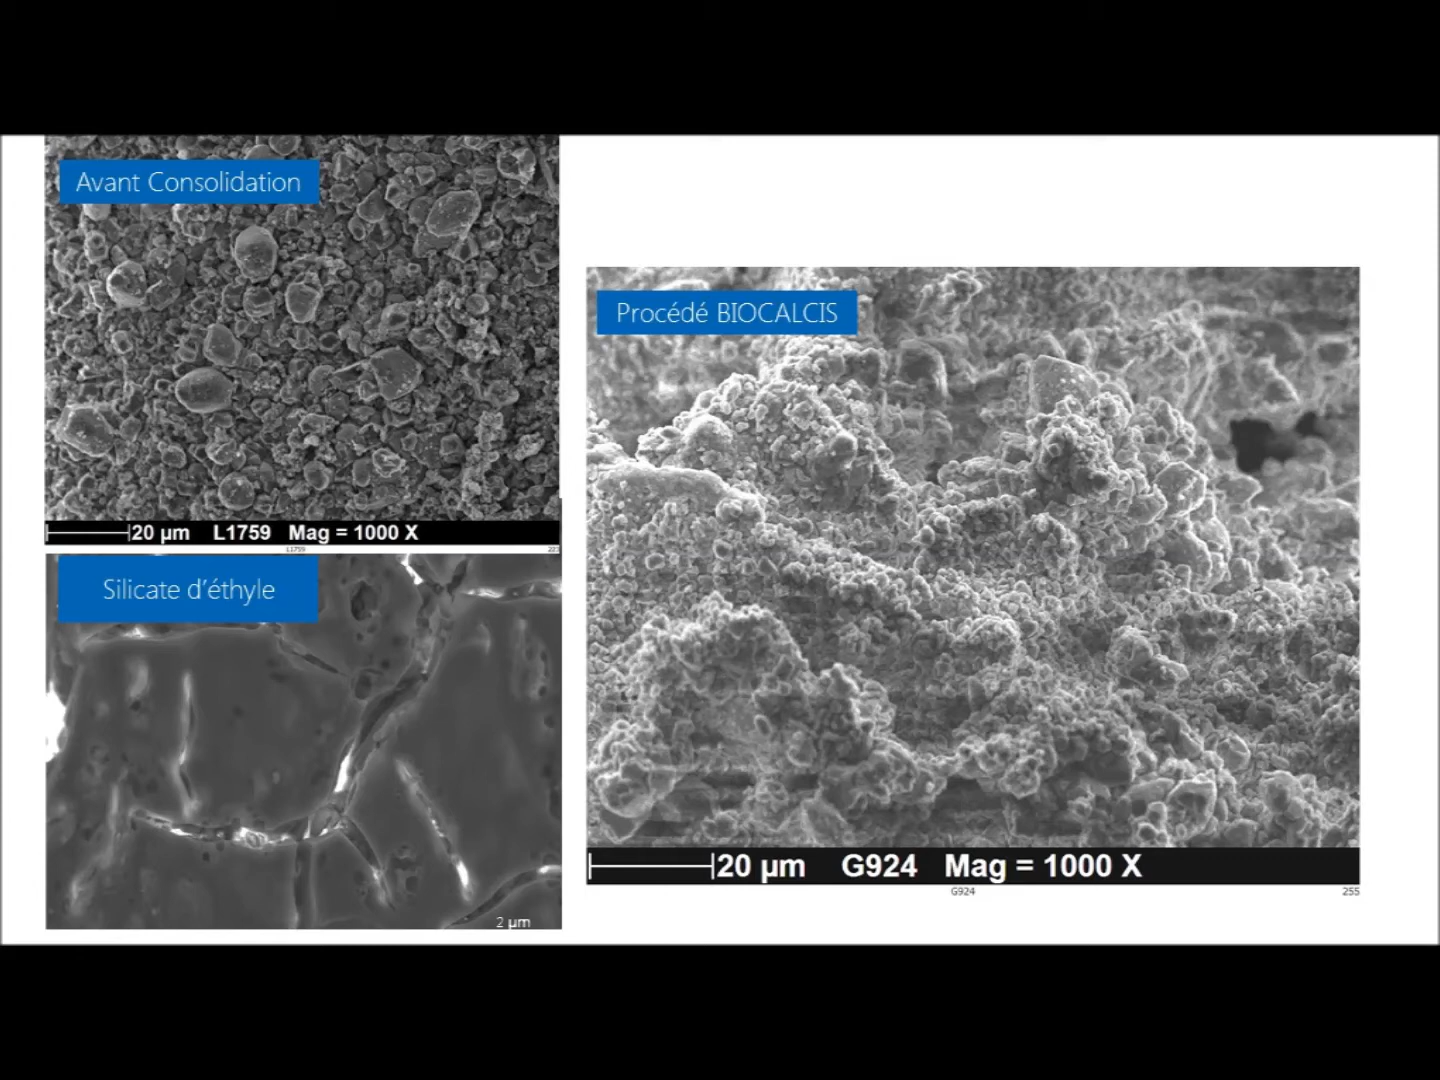 Avant Consolidation
20 µm L1759 Mag = 1000 X
L1759
Silicate d'éthyle
2 µm
Procédé BIOCALCIS
20 µm G924 Mag = 1000 X
G924 255